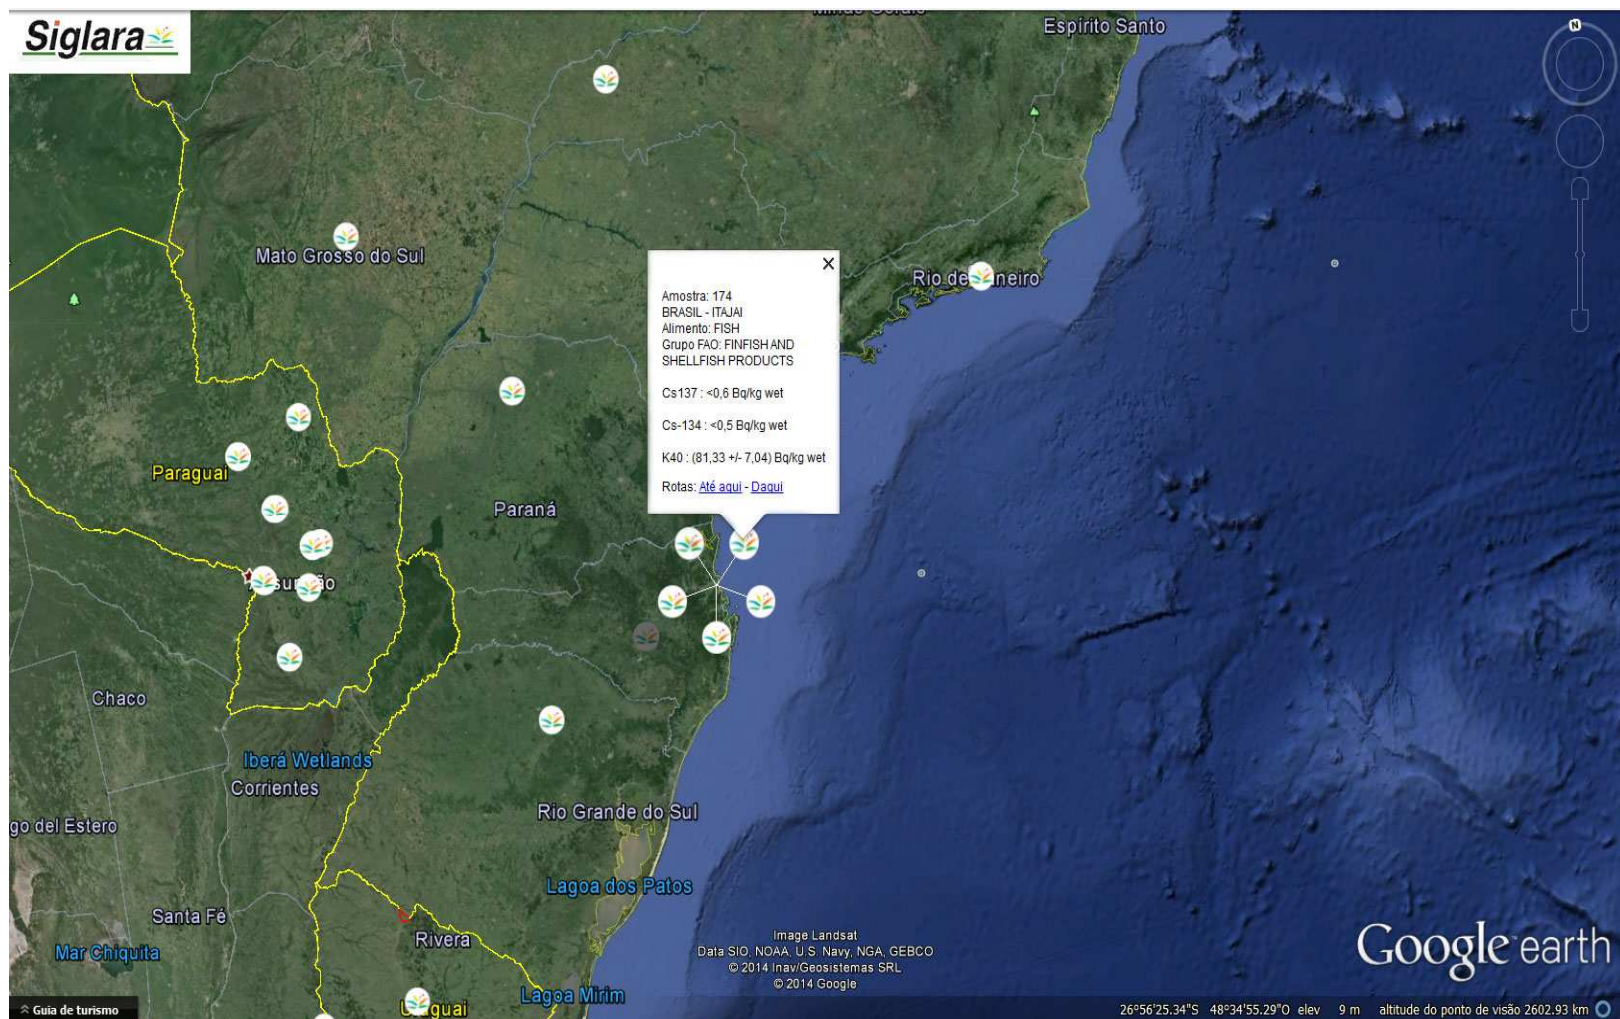 Siglara
Minas Gerais
Espírito Santo
Mato Grosso do Sul
Rio de Janeiro
Amostra: 174
BRASIL - ITAJAI
Alimento: FISH
Grupo FAO: FINFISH AND
SHELLFISH PRODUCTS
Cs137 : <0,6 Bq/kg wet
Cs-134 : <0,5 Bq/kg wet
K40 : (81,33 +/- 7,04) Bq/kg wet
Rotas: Até aqui - Daqui
Paraguai
Paraná
Assunção
Chaco
Iberá Wetlands
Corrientes
go del Estero
Rio Grande do Sul
Lagoa dos Patos
Santa Fé
Rivera
Mar Chiquita
Lagoa Mirim
Uruguai
Image Landsat
Data SIO, NOAA, U.S. Navy, NGA, GEBCO
© 2014 Inav/Geosistemas SRL
© 2014 Google
Google earth
Guia de turismo
26°56'25.34"S 48°34'55.29"O elev 9 m altitude do ponto de visão 2602.93 km
N